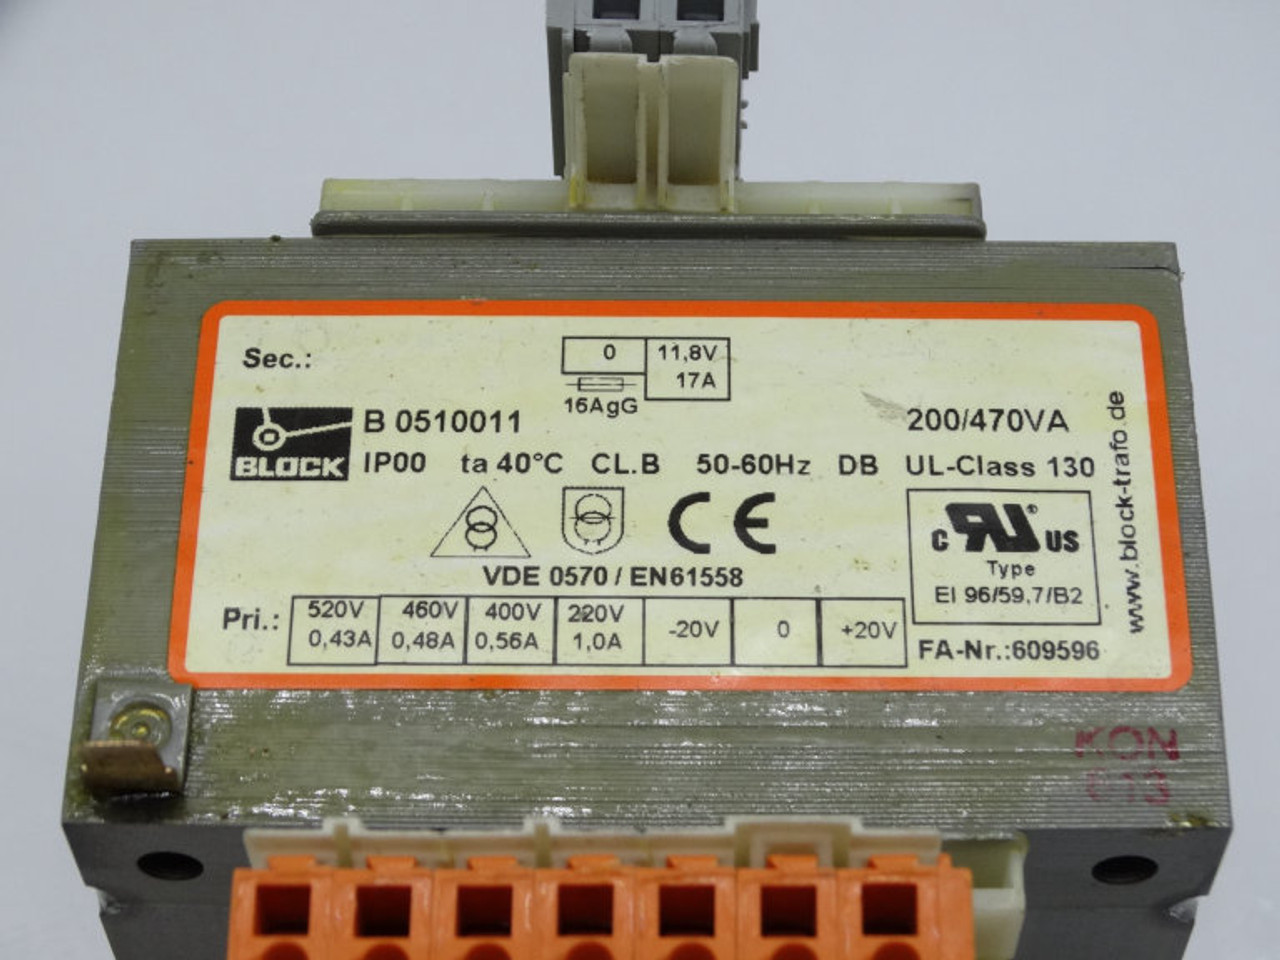 Sec.:
0 11,8V
17A
16AgG
BLOCK
B 0510011 200/470VA
IP00 ta 40°C CL.B 50-60Hz DB UL-Class 130
CE
VDE 0570 / EN61558
c RU ® US
Type
EI 96/59,7/B2
Pri.: 520V 460V 400V 220V -20V 0 +20V
0,43A 0,48A 0,56A 1,0A
FA-Nr.:609596
www.block-trafo.de
KON